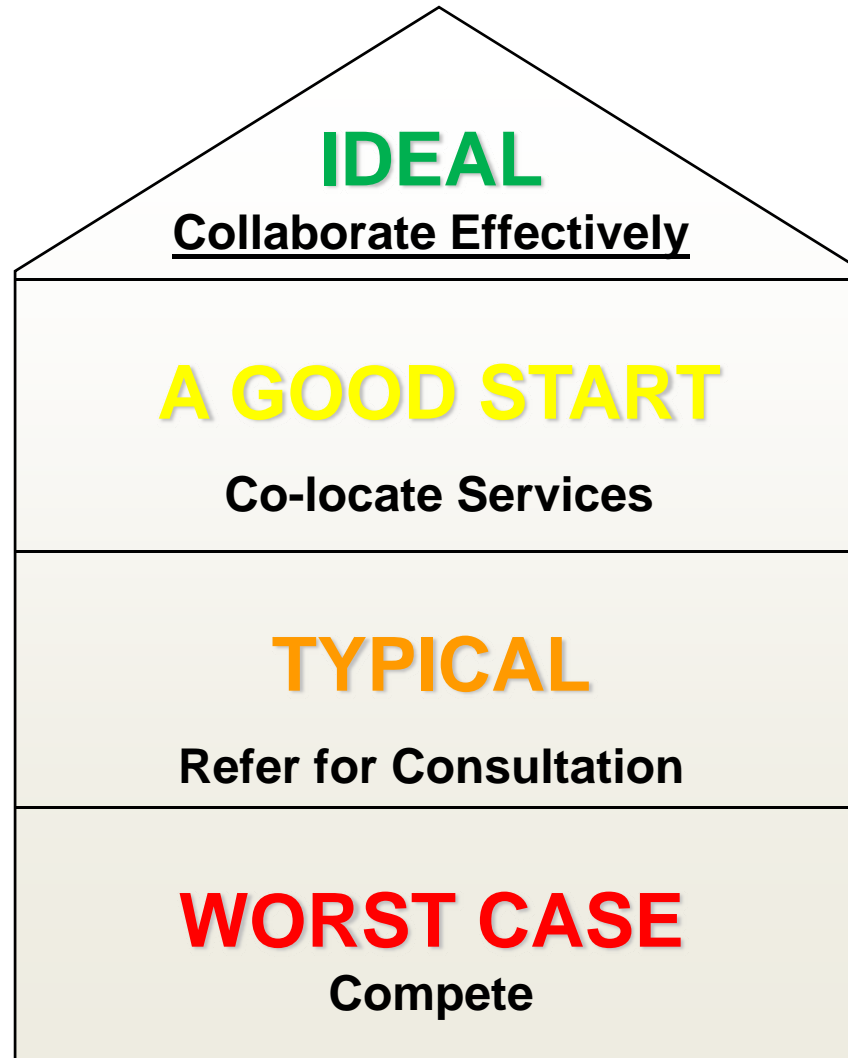 IDEAL
Collaborate Effectively
A GOOD START
Co-locate Services
TYPICAL
Refer for Consultation
WORST CASE
Compete